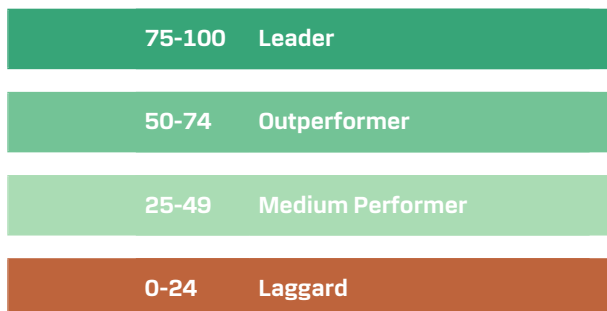 75-100 Leader
50-74 Outperformer
25-49 Medium Performer
0-24 Laggard